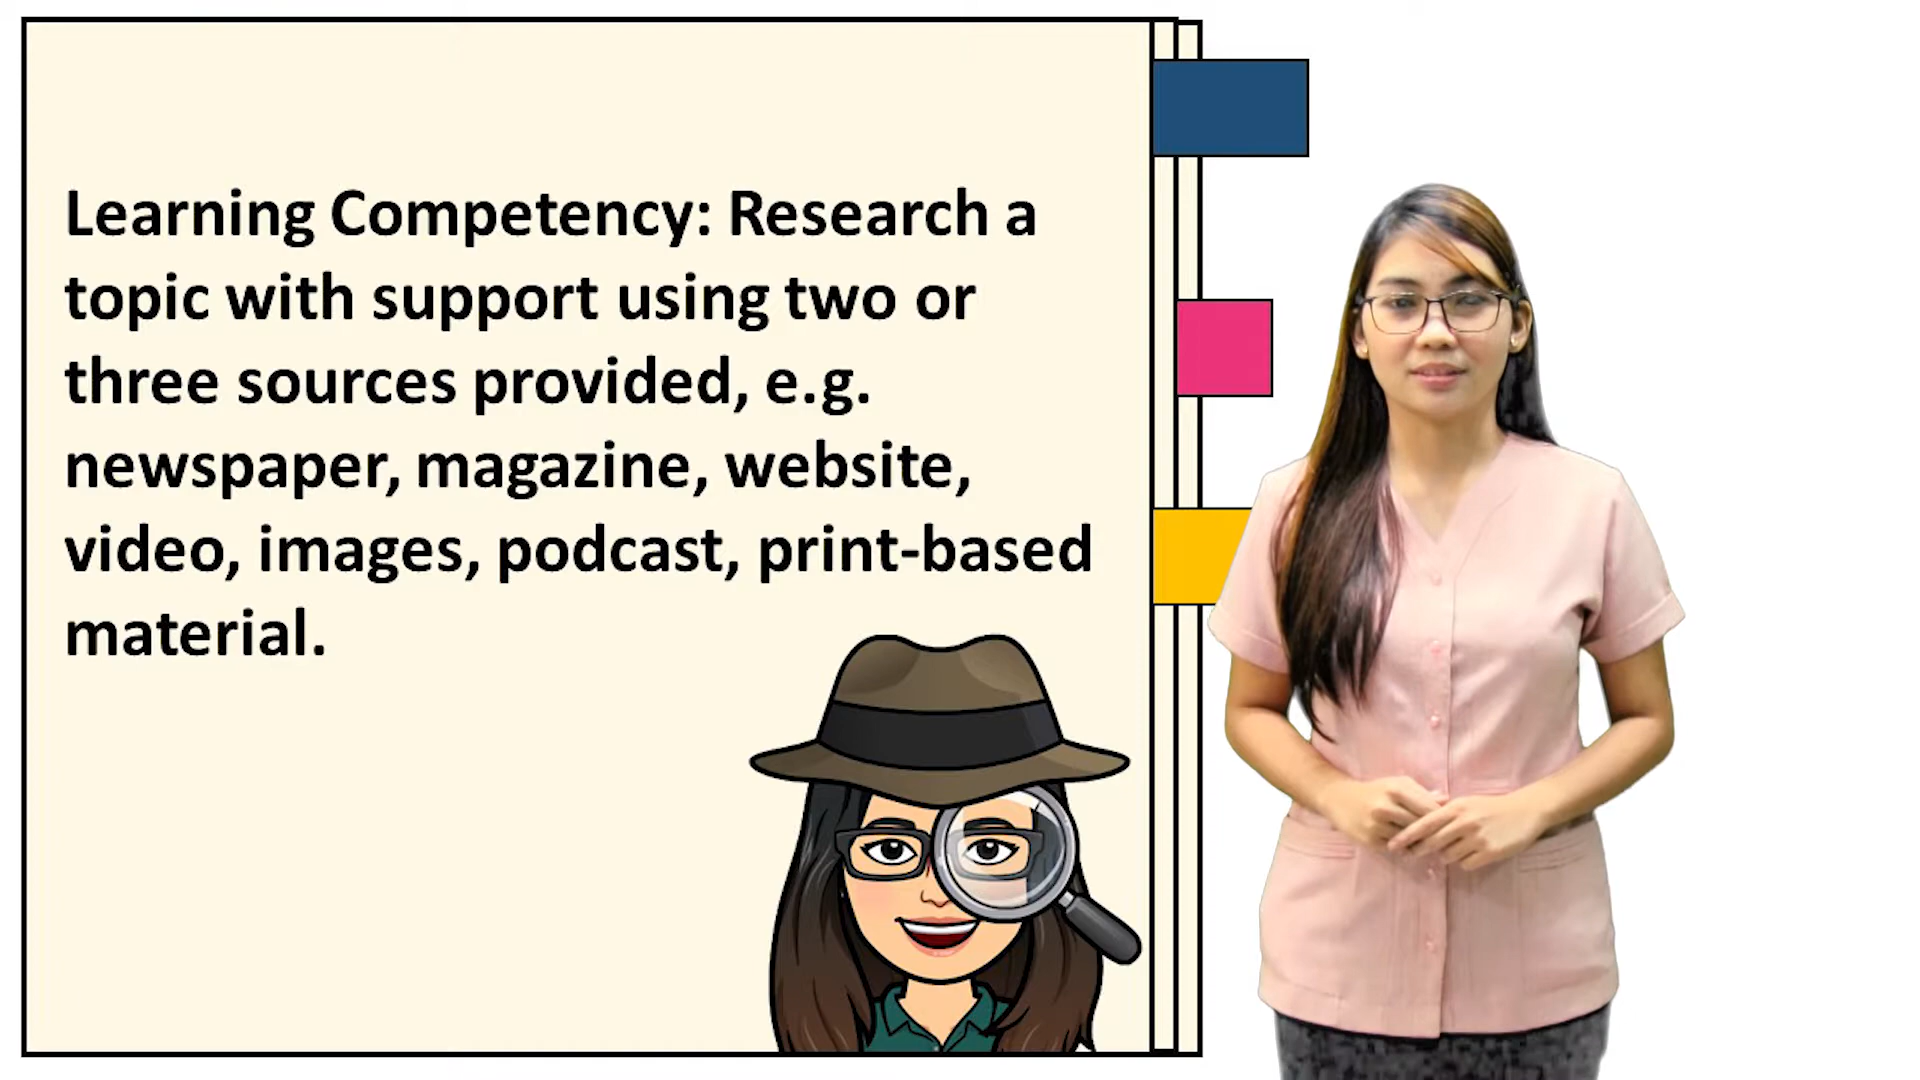 Learning Competency: Research a
topic with support using two or
three sources provided, e.g.
newspaper, magazine, website,
video, images, podcast, print-based
material.